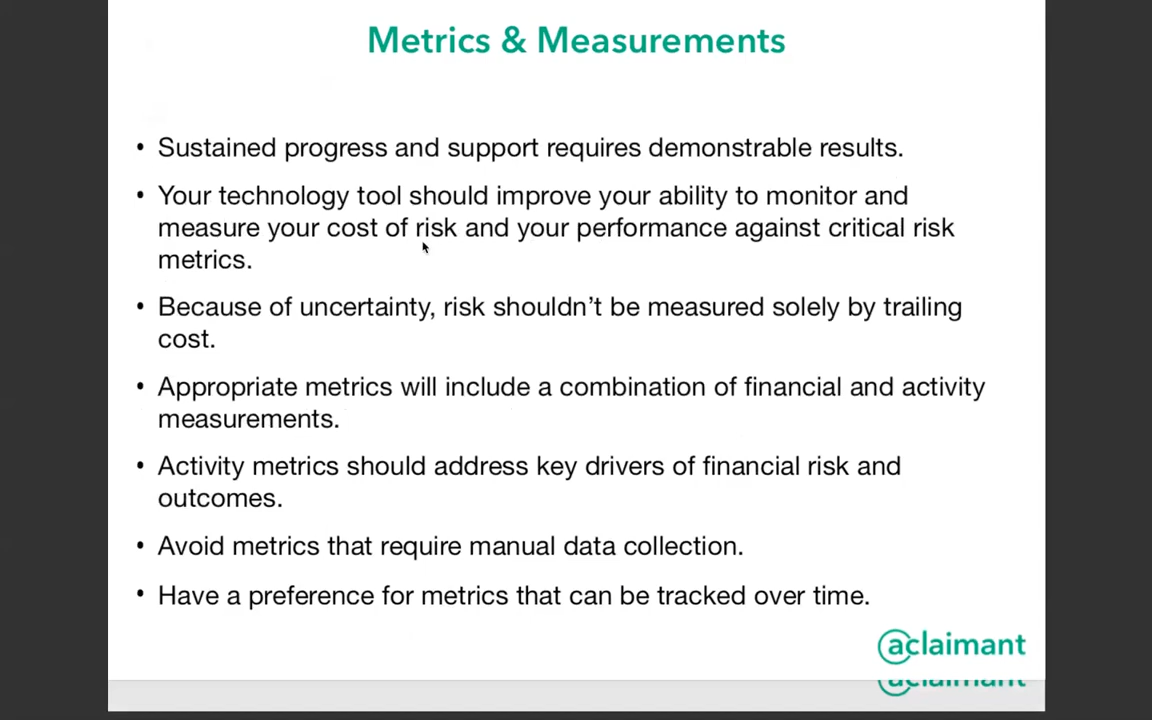 Metrics & Measurements
• Sustained progress and support requires demonstrable results.
• Your technology tool should improve your ability to monitor and
measure your cost of risk and your performance against critical risk
metrics.
• Because of uncertainty, risk shouldn’t be measured solely by trailing
cost.
• Appropriate metrics will include a combination of financial and activity
measurements.
• Activity metrics should address key drivers of financial risk and
outcomes.
• Avoid metrics that require manual data collection.
• Have a preference for metrics that can be tracked over time.
aclaimant
aclaimant